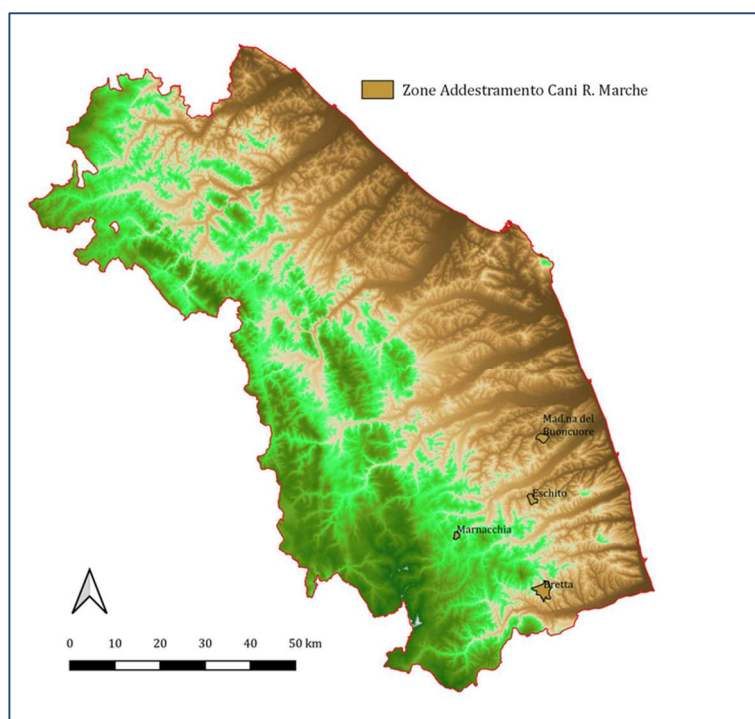 Zone Addestramento Cani R. Marche
Mad.na del
Buoncuore
Eschito
Marnacchia
Bretta
0 10 20 30 40 50 km